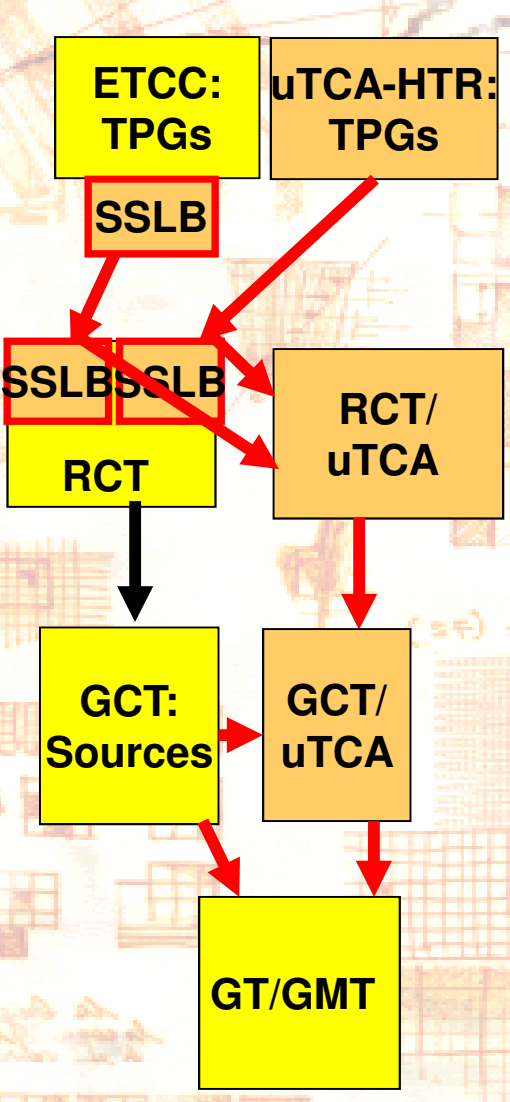 ETCC:
TPGs
uTCA-HTR:
TPGs
SSLB
SSLB
SSLB
RCT
RCT/
uTCA
GCT:
Sources
GCT/
uTCA
GT/GMT